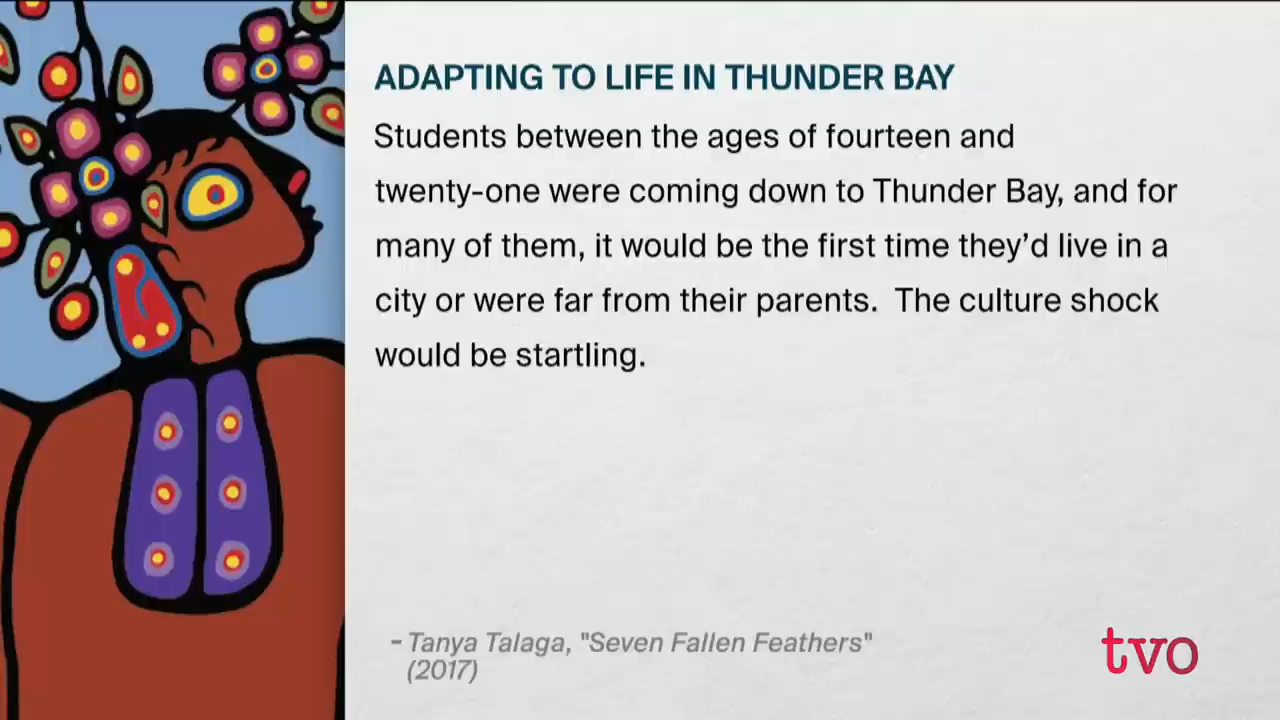 ADAPTING TO LIFE IN THUNDER BAY
Students between the ages of fourteen and
twenty-one were coming down to Thunder Bay, and for
many of them, it would be the first time they’d live in a
city or were far from their parents.  The culture shock
would be startling.
- Tanya Talaga, "Seven Fallen Feathers"
(2017)
tvo